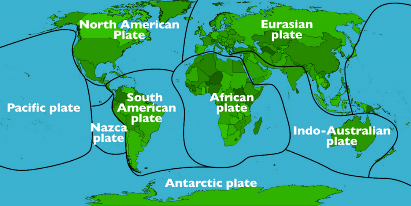 North American
Plate
Eurasian
plate
Pacific plate
South
American
plate
African
plate
Nazca
plate
Indo-Australian
plate
Antarctic plate